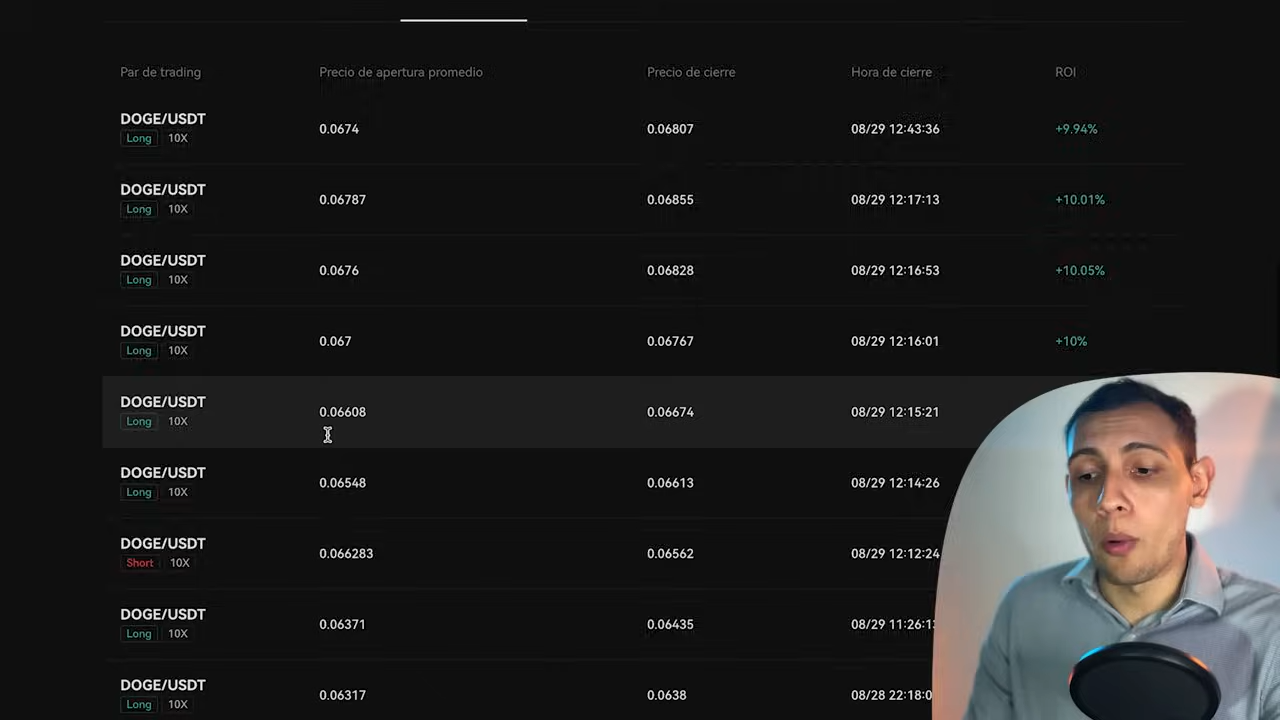 Par de trading Precio de apertura promedio Precio de cierre Hora de cierre ROI
DOGE/USDT
Long 10X
0.0674 0.06807 08/29 12:43:36 +9.94%
DOGE/USDT
Long 10X
0.06787 0.06855 08/29 12:17:13 +10.01%
DOGE/USDT
Long 10X
0.0676 0.06828 08/29 12:16:53 +10.05%
DOGE/USDT
Long 10X
0.067 0.06767 08/29 12:16:01 +10%
DOGE/USDT
Long 10X
0.06608 0.06674 08/29 12:15:21
DOGE/USDT
Long 10X
0.06548 0.06613 08/29 12:14:26
DOGE/USDT
Short 10X
0.066283 0.06562 08/29 12:12:24
DOGE/USDT
Long 10X
0.06371 0.06435 08/29
DOGE/USDT
Long 10X
0.06317 0.0638 08/28